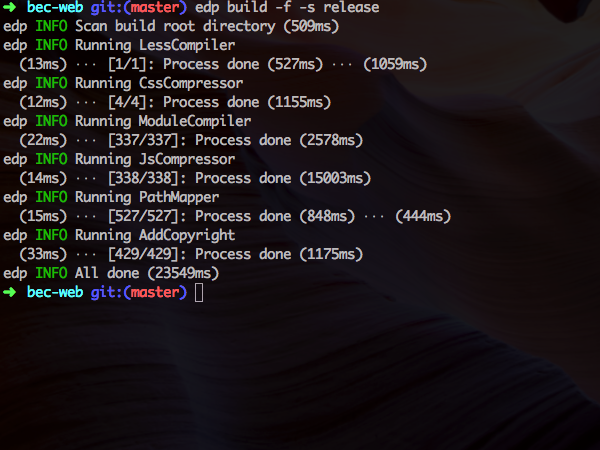 ➜ bec-web git:(master) edp build -f -s release
edp INFO Scan build root directory (509ms)
edp INFO Running LessCompiler
(13ms) ··· [1/1]: Process done (527ms) ··· (1059ms)
edp INFO Running CssCompressor
(12ms) ··· [4/4]: Process done (1155ms)
edp INFO Running ModuleCompiler
(22ms) ··· [337/337]: Process done (2578ms)
edp INFO Running JsCompressor
(14ms) ··· [338/338]: Process done (15003ms)
edp INFO Running PathMapper
(15ms) ··· [527/527]: Process done (848ms) ··· (444ms)
edp INFO Running AddCopyright
(33ms) ··· [429/429]: Process done (1175ms)
edp INFO All done (23549ms)
➜ bec-web git:(master)